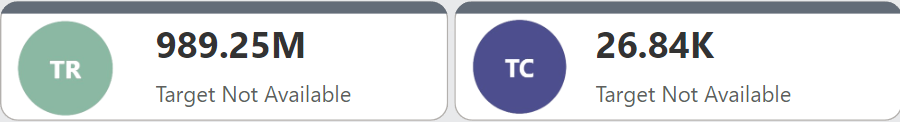 TR
989.25M
Target Not Available
TC
26.84K
Target Not Available